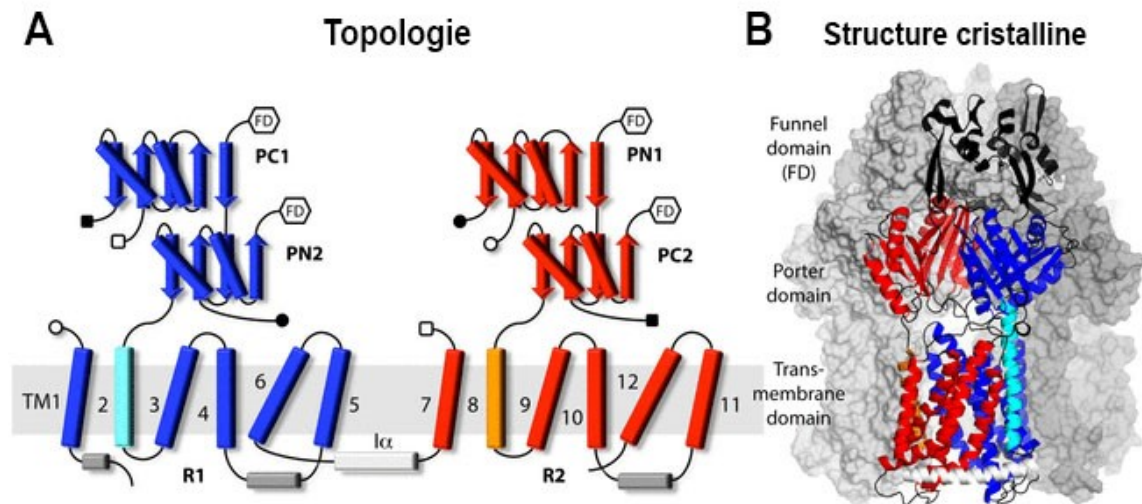 A
Topologie
FD
PC1
FD
PN2
FD
PN1
FD
PC2
TM1
2
3
4
6
5
7
8
9
10
12
11
Iα
R1
R2
B
Structure cristalline
Funnel
domain
(FD)
Porter
domain
Trans-
membrane
domain